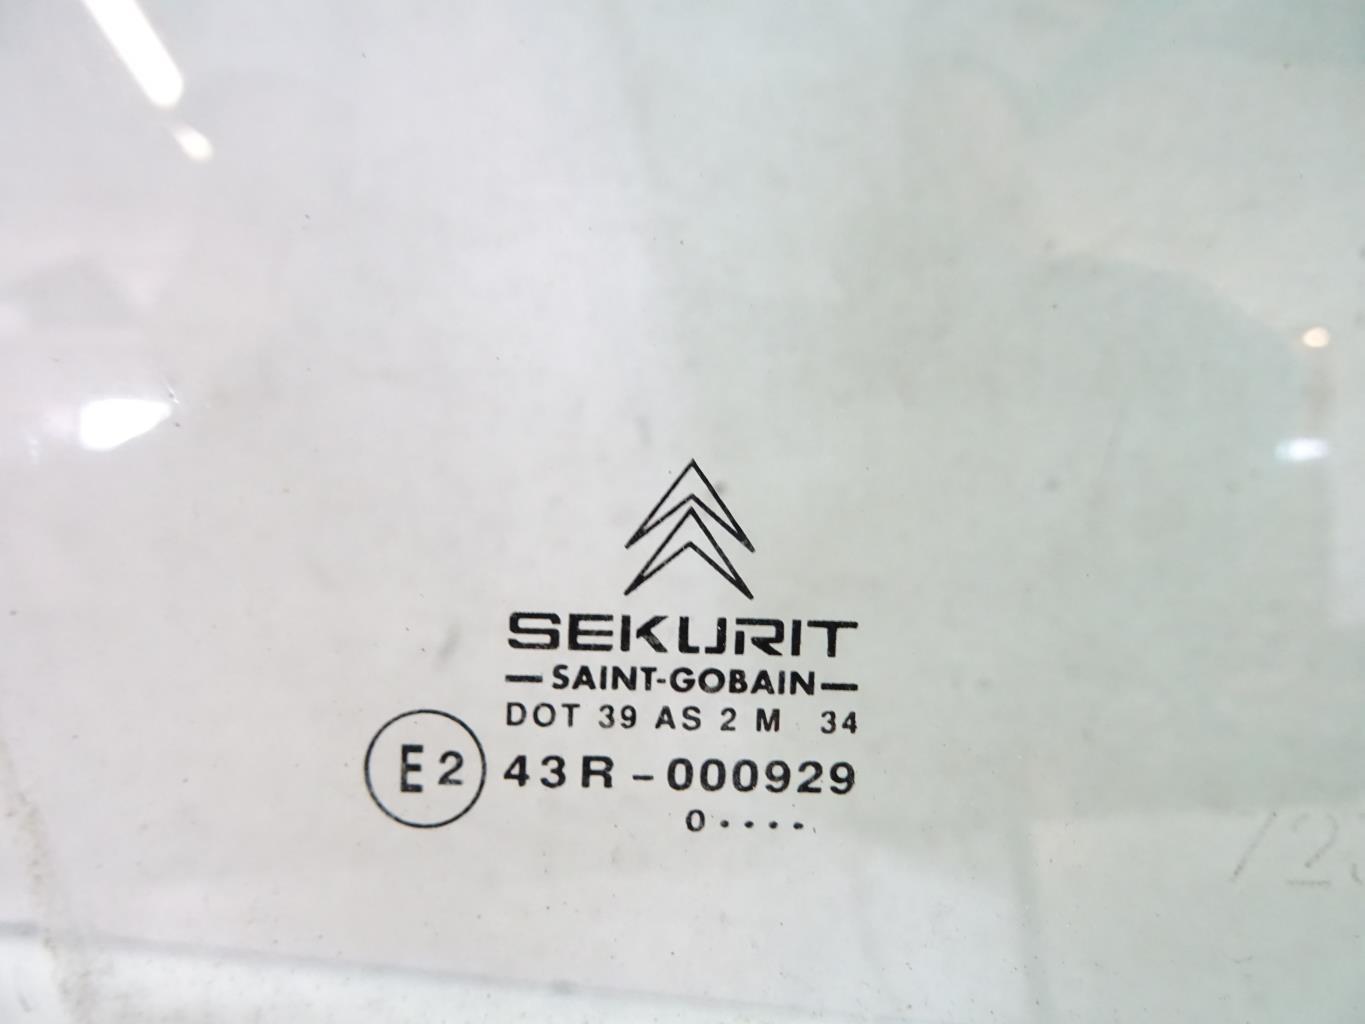 SEKURIT
—SAINT-GOBAIN—
DOT 39 AS 2 M 34
E2 43R-000929
0····